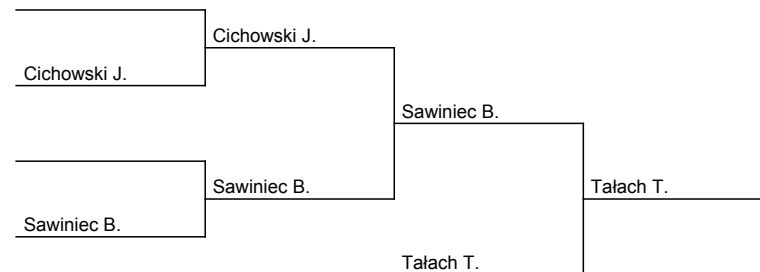 Cichowski J.
Cichowski J.
Sawiniec B.
Sawiniec B.
Tałach T.
Sawiniec B.
Tałach T.